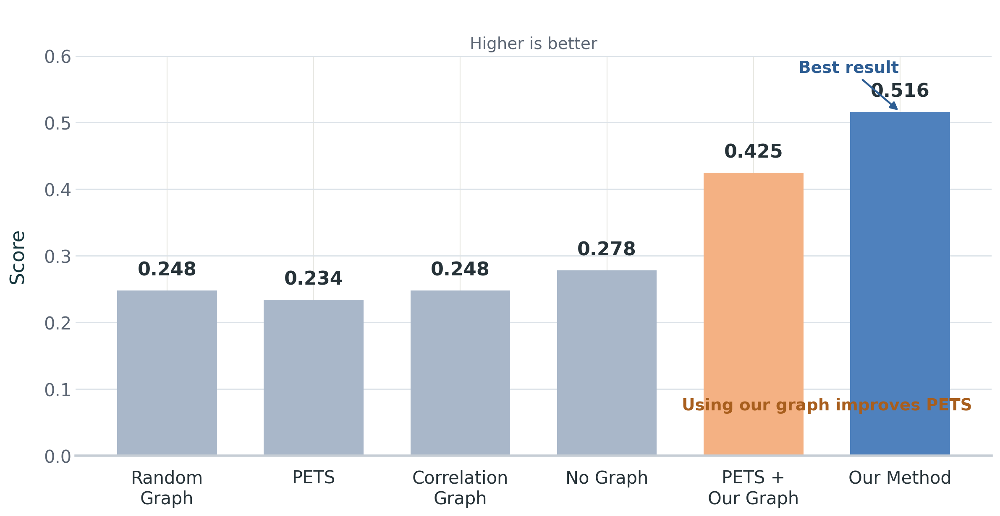 Higher is better
0.6
Best result
0.516
0.5
0.425
0.4
0.278
0.3
0.248
0.234
0.248
Score
0.2
0.1
Using our graph improves PETS
0.0
Random
Graph
PETS
Correlation
Graph
No Graph
PETS +
Our Graph
Our Method